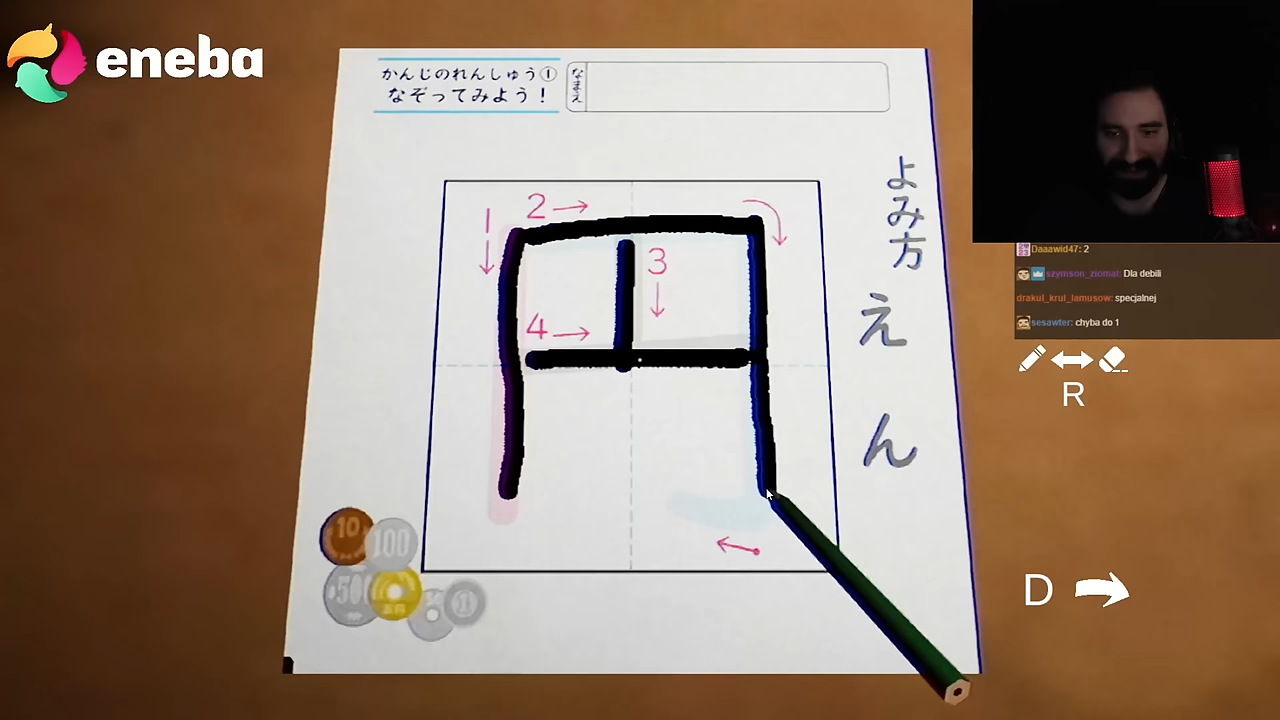 eneba
かんじのれんしゅう①
なぞってみよう！
なまえ
よみ方
えん
円
1
2
3
4
10
100
500
Daaawid47: 2
szymson_ziomal: Dla debili
drakul_krul_lamusow: specjalnej
sesawter: chyba do 1
R
D